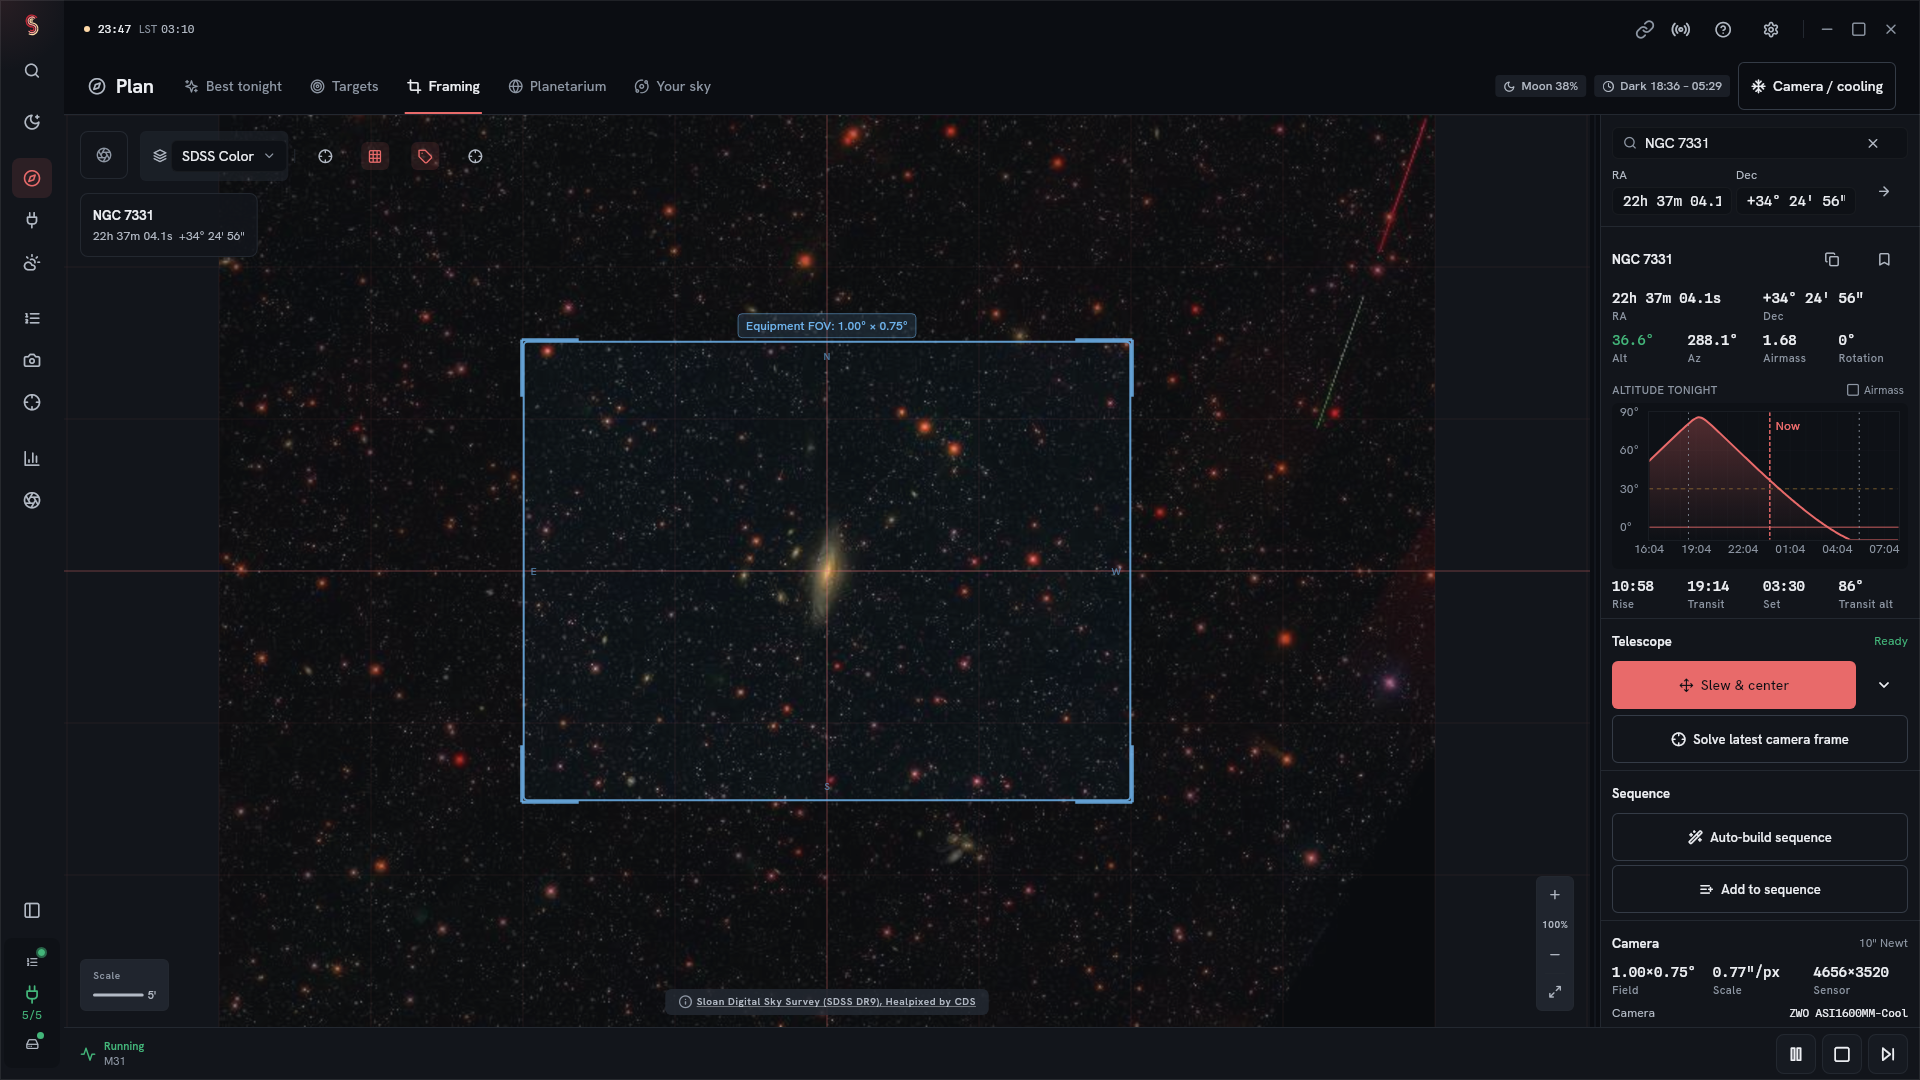 23:47 LST 03:10
Plan
Best tonight
Targets
Framing
Planetarium
Your sky
Moon 38%
Dark 18:36 – 05:29
Camera / cooling
SDSS Color
NGC 7331
22h 37m 04.1s +34° 24' 56"
Equipment FOV: 1.00° × 0.75°
N
E
W
S
Scale
5'
Sloan Digital Sky Survey (SDSS DR9), Healpixed by CDS
+
100%
−
NGC 7331
RA
Dec
22h 37m 04.1
+34° 24' 56"
NGC 7331
22h 37m 04.1s
+34° 24' 56"
RA
Dec
36.6°
288.1°
1.68
0°
Alt
Az
Airmass
Rotation
ALTITUDE TONIGHT
Airmass
90°
60°
30°
0°
Now
16:04 19:04 22:04 01:04 04:04 07:04
10:58
19:14
03:30
86°
Rise
Transit
Set
Transit alt
Telescope
Ready
Slew & center
Solve latest camera frame
Sequence
Auto-build sequence
Add to sequence
Camera
10" Newt
1.00×0.75°
0.77"/px
4656×3520
Field
Scale
Sensor
Camera
ZWO ASI1600MM-Cool
5/5
Running
M31